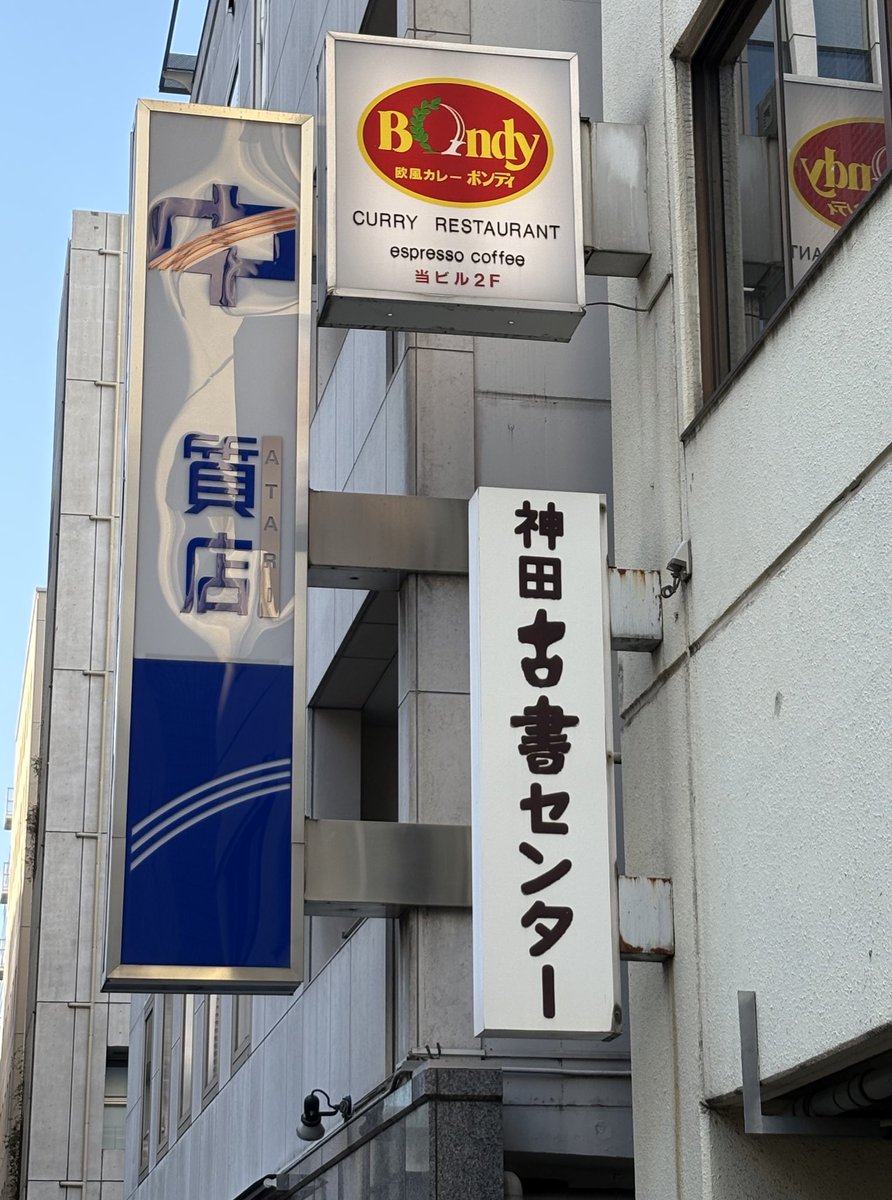 Bondy
欧風カレー ボンディ
CURRY RESTAURANT
espresso coffee
当ビル2F
質店
ATARI
神田古書センター